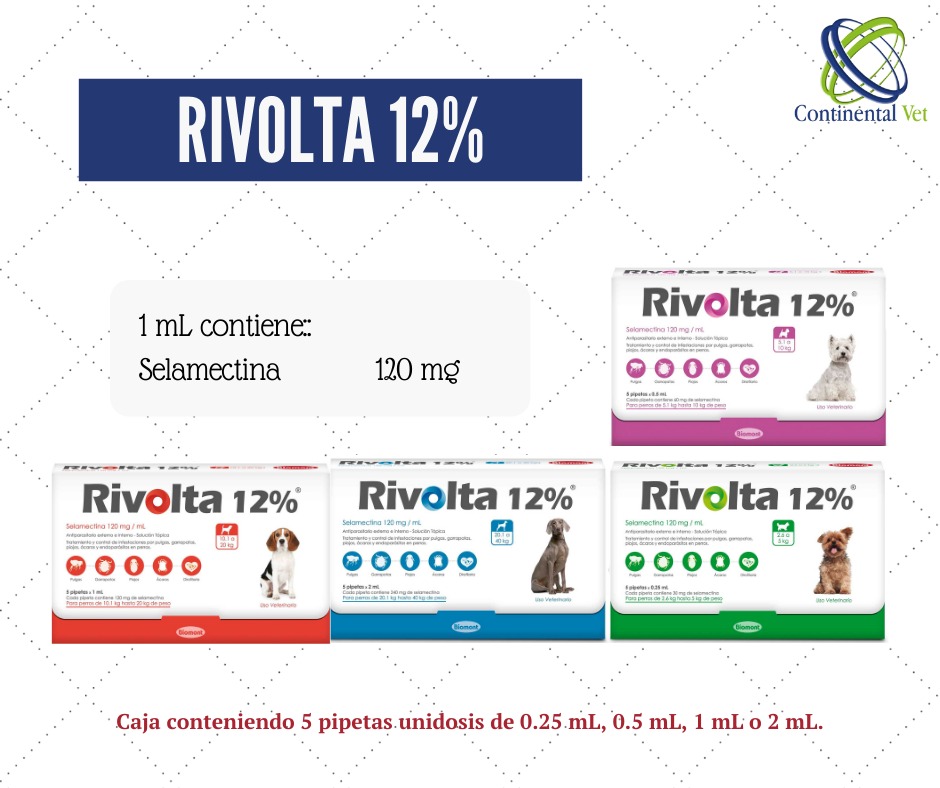 RIVOLTA 12%
Continental Vet
1 mL contiene::
Selamectina 120 mg
Rivolta 12%
Rivolta 12%®
Selamectina 120 mg / mL
Antiparasitario externo e interno - Solución Tópica
Tratamiento y control de infestaciones por pulgas, garrapatas,
piojos, ácaros y endoparásitos en perros.
5.1 a
10 kg
Pulgas Garrapatas Piojos Ácaros Dirofilaria
5 pipetas x 0.5 mL
Cada pipeta contiene 60 mg de selamectina
Para perros de 5.1 kg hasta 10 kg de peso
Uso Veterinario
Biomont
Rivolta 12%
Rivolta 12%®
Selamectina 120 mg / mL
Antiparasitario externo e interno - Solución Tópica
Tratamiento y control de infestaciones por pulgas, garrapatas,
piojos, ácaros y endoparásitos en perros.
10.1 a
20 kg
Pulgas Garrapatas Piojos Ácaros Dirofilaria
5 pipetas x 1 mL
Cada pipeta contiene 120 mg de selamectina
Para perros de 10.1 kg hasta 20 kg de peso
Uso Veterinario
Biomont
Rivolta 12%
Rivolta 12%®
Selamectina 120 mg / mL
Antiparasitario externo e interno - Solución Tópica
Tratamiento y control de infestaciones por pulgas, garrapatas,
piojos, ácaros y endoparásitos en perros.
20.1 a
40 kg
Pulgas Garrapatas Piojos Ácaros Dirofilaria
5 pipetas x 2 mL
Cada pipeta contiene 240 mg de selamectina
Para perros de 20.1 kg hasta 40 kg de peso
Uso Veterinario
Biomont
Rivolta 12%
Rivolta 12%®
Selamectina 120 mg / mL
Antiparasitario externo e interno - Solución Tópica
Tratamiento y control de infestaciones por pulgas, garrapatas,
piojos, ácaros y endoparásitos en perros.
2.6 a
5 kg
Pulgas Garrapatas Piojos Ácaros Dirofilaria
5 pipetas x 0.25 mL
Cada pipeta contiene 30 mg de selamectina
Para perros de 2.6 kg hasta 5 kg de peso
Uso Veterinario
Biomont
Caja conteniendo 5 pipetas unidosis de 0.25 mL, 0.5 mL, 1 mL o 2 mL.